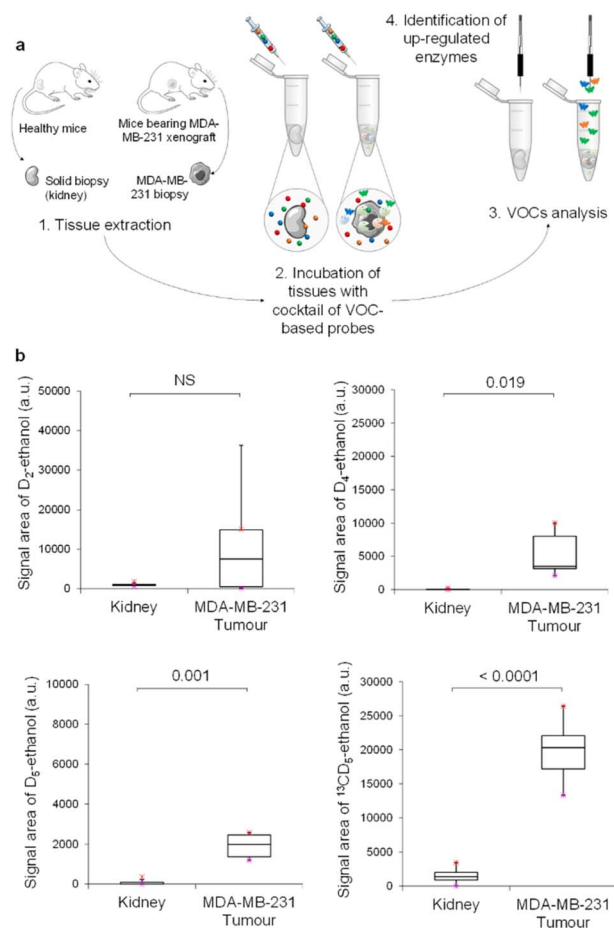 a
4. Identification of
up-regulated
enzymes
Healthy mice
Mice bearing MDA-
MB-231 xenograft
Solid biopsy
(kidney)
MDA-MB-
231 biopsy
1. Tissue extraction
2. Incubation of
tissues with
cocktail of VOC-
based probes
3. VOCs analysis
b
NS
Signal area of D2-ethanol (a.u.)
50000
40000
30000
20000
10000
0
Kidney
MDA-MB-231
Tumour
0.019
Signal area of D4-ethanol (a.u.)
30000
25000
20000
15000
10000
5000
0
Kidney
MDA-MB-231
Tumour
0.001
Signal area of D5-ethanol (a.u.)
10000
8000
6000
4000
2000
0
Kidney
MDA-MB-231
Tumour
< 0.0001
Signal area of 13CD5-ethanol (a.u.)
30000
25000
20000
15000
10000
5000
0
Kidney
MDA-MB-231
Tumour